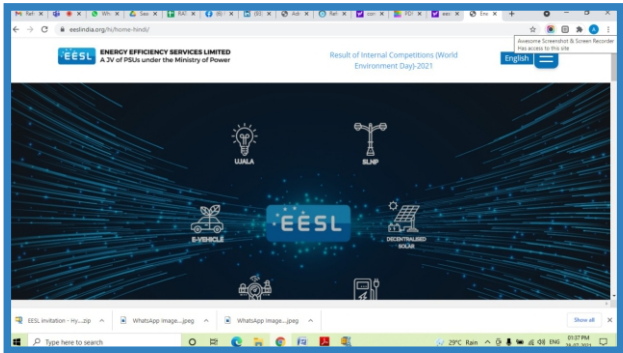 eeslindia.org/hi/home-hindi/
Awesome Screenshot & Screen Recorder
Has access to this site
EESL
ENERGY EFFICIENCY SERVICES LIMITED
A JV of PSUs under the Ministry of Power
Result of Internal Competitions (World
Environment Day)-2021
English
UJALA
SLNP
E-VEHICLE
EESL
DECENTRALISED
SOLAR
EESL invitation - Hy....zip
WhatsApp Image....jpeg
WhatsApp Image....jpeg
Show all
Type here to search
29°C Rain
ENG
01:37 PM